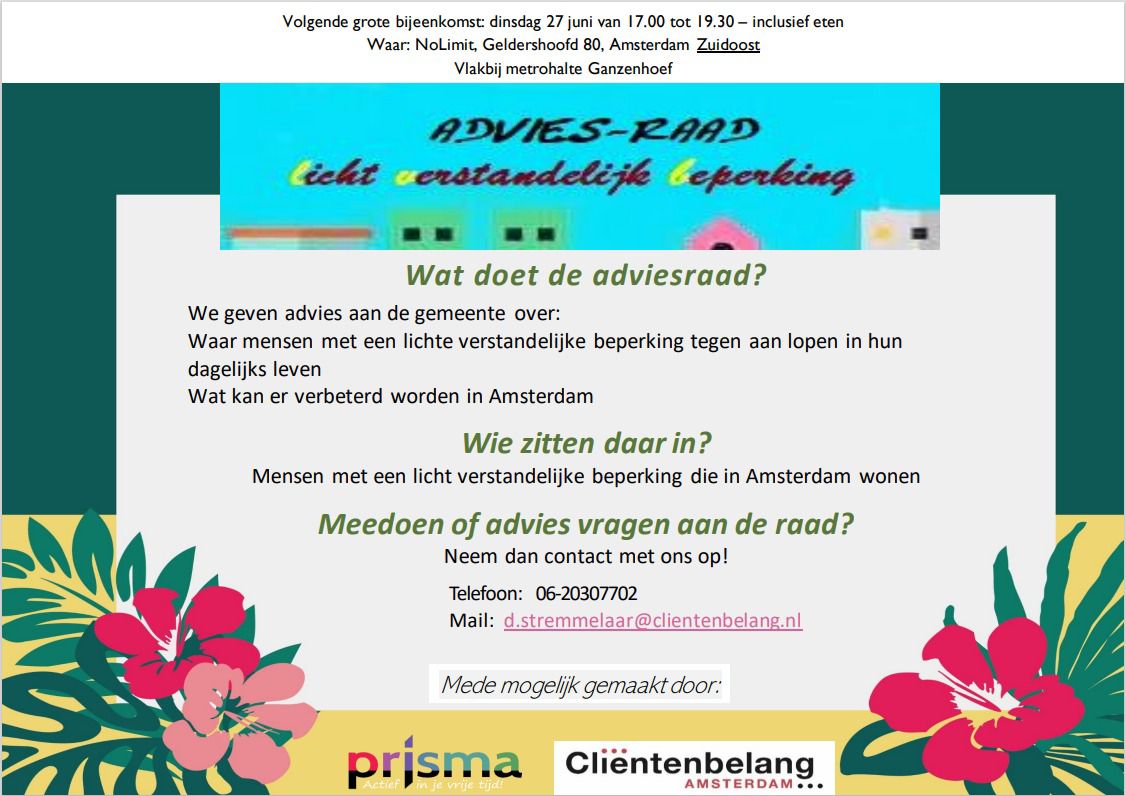 Volgende grote bijeenkomst: dinsdag 27 juni van 17.00 tot 19.30 – inclusief eten
Waar: NoLimit, Geldershoofd 80, Amsterdam Zuidoost
Vlakbij metrohalte Ganzenhoef
ADVIES-RAAD
licht verstandelijk beperking
Wat doet de adviesraad?
We geven advies aan de gemeente over:
Waar mensen met een lichte verstandelijke beperking tegen aan lopen in hun
dagelijks leven
Wat kan er verbeterd worden in Amsterdam
Wie zitten daar in?
Mensen met een licht verstandelijke beperking die in Amsterdam wonen
Meedoen of advies vragen aan de raad?
Neem dan contact met ons op!
Telefoon: 06-20307702
Mail: d.stremmelaar@clientenbelang.nl
Mede mogelijk gemaakt door:
prisma
Actief in je vrije tijd!
Cliëntenbelang
AMSTERDAM...